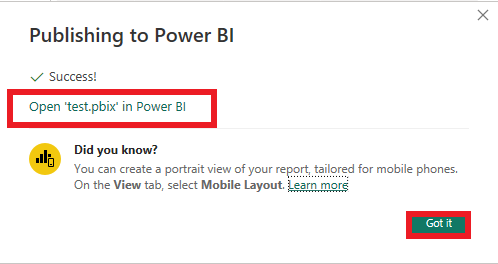 Publishing to Power BI
✓ Success!
Open 'test.pbix' in Power BI
Did you know?
You can create a portrait view of your report, tailored for mobile phones.
On the View tab, select Mobile Layout. Learn more
Got it